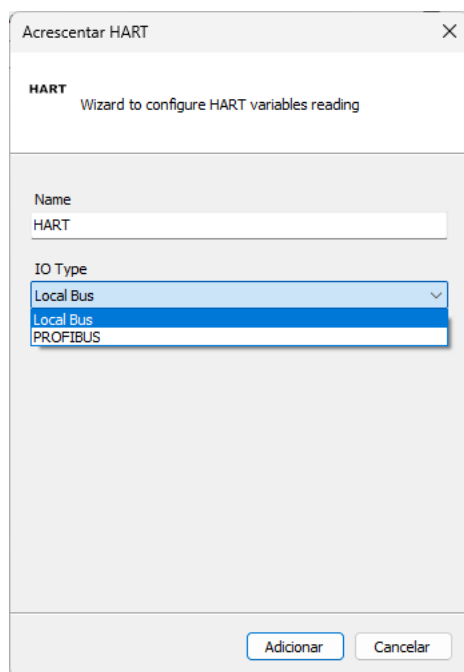 Acrescentar HART
HART
Wizard to configure HART variables reading
Name
HART
IO Type
Local Bus
Local Bus
PROFIBUS
Adicionar
Cancelar